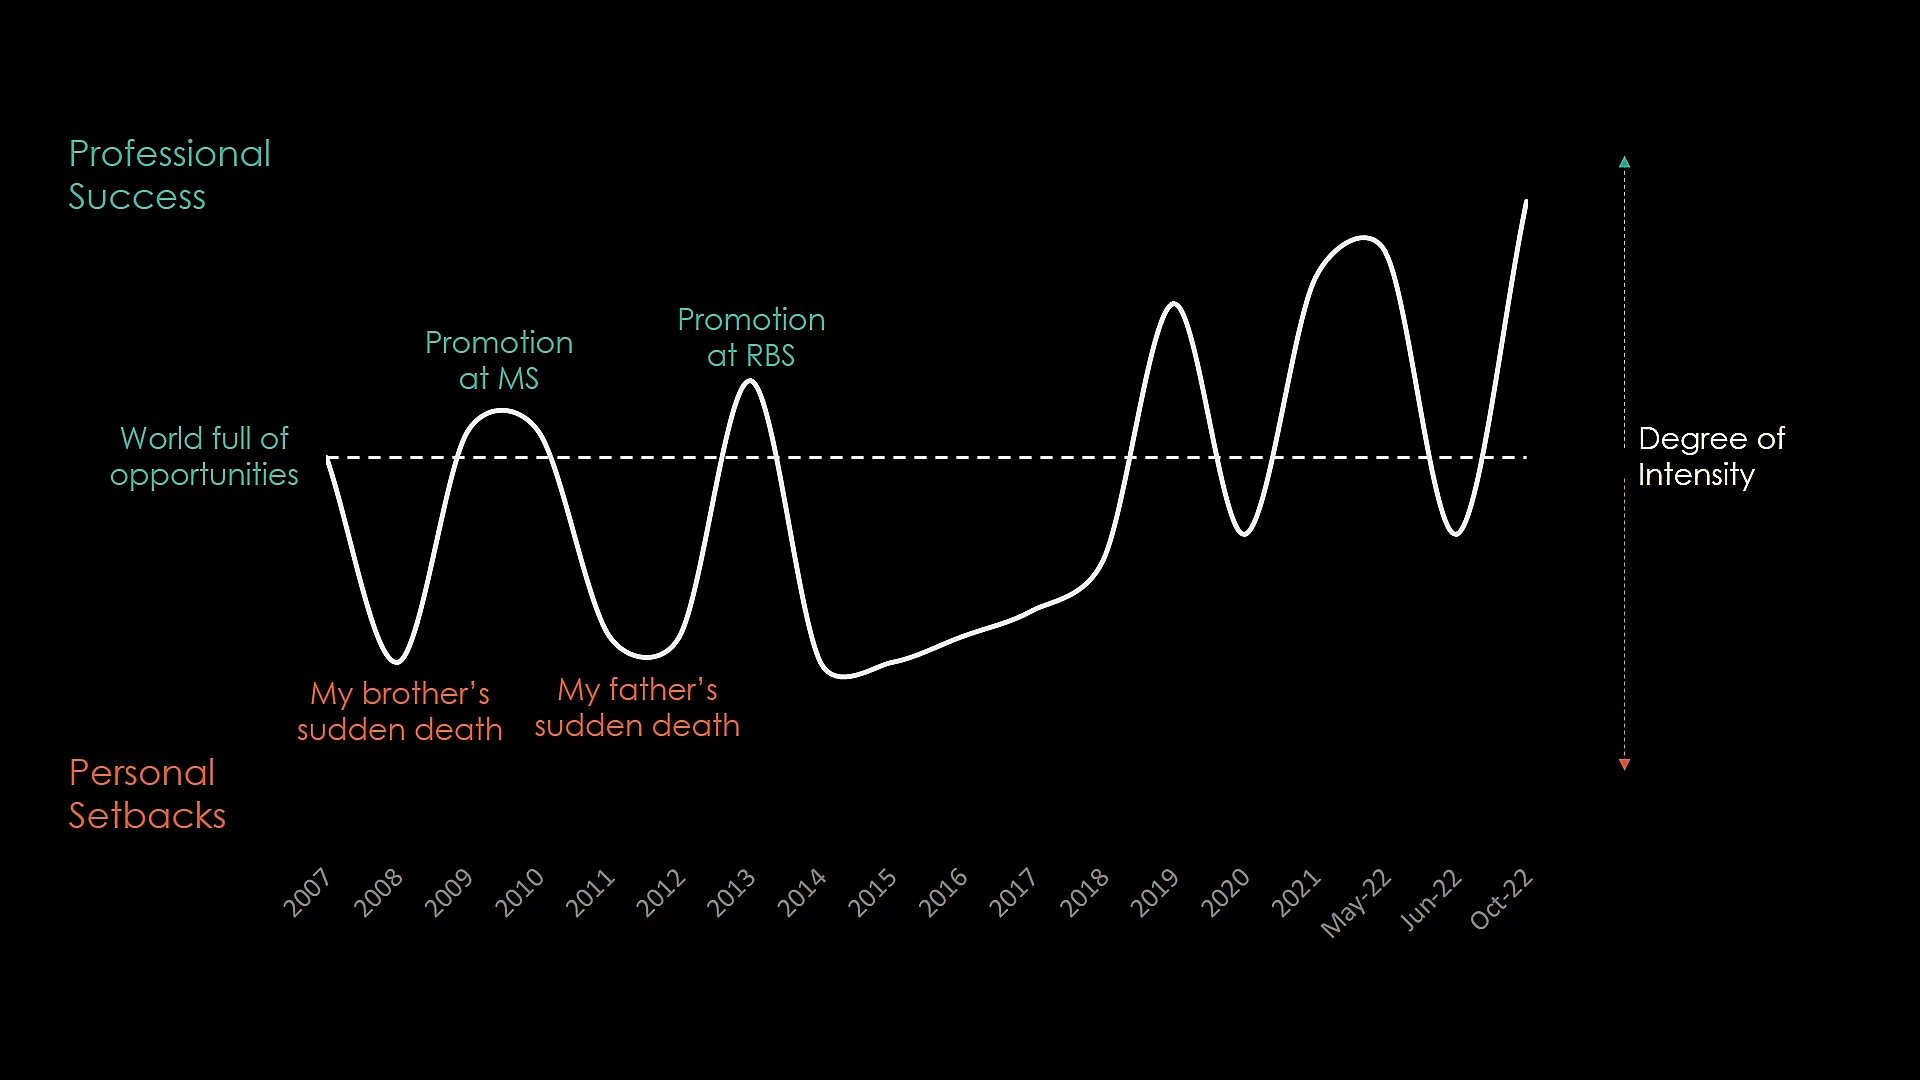 Professional
Success
Promotion
at MS
Promotion
at RBS
World full of
opportunities
Degree of
Intensity
My brother’s
sudden death
My father’s
sudden death
Personal
Setbacks
2007
2008
2009
2010
2011
2012
2013
2014
2015
2016
2017
2018
2019
2020
2021
May-22
Jun-22
Oct-22